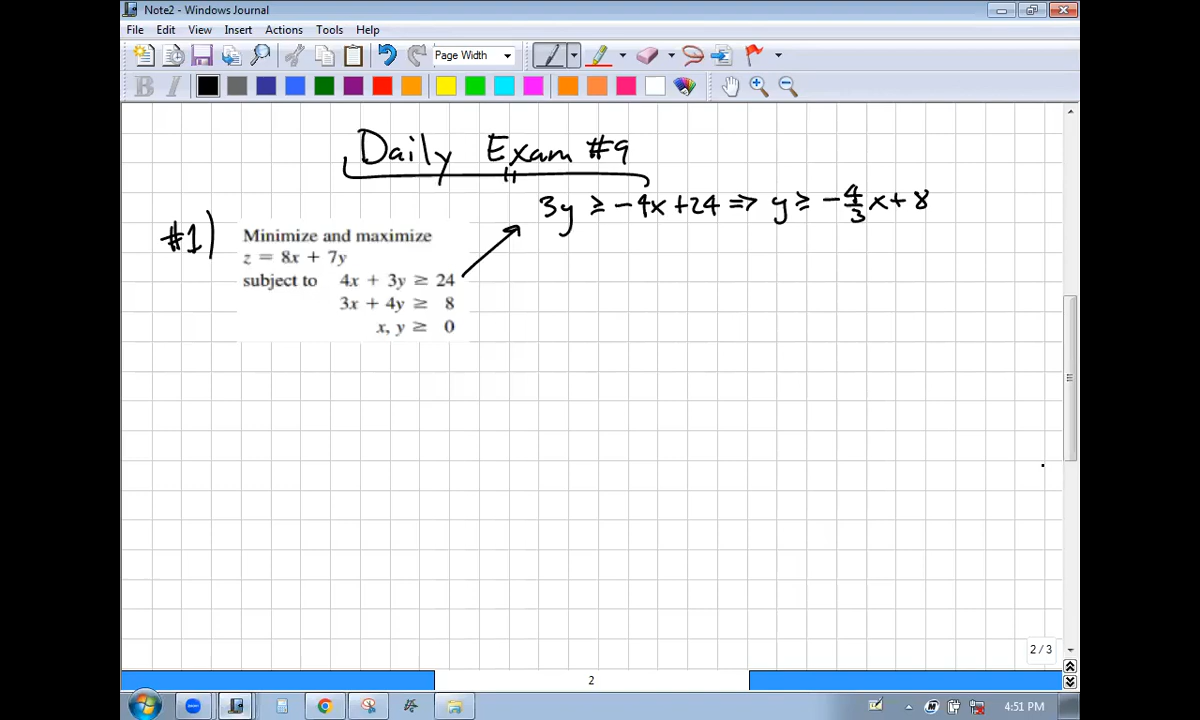 Note2 - Windows Journal
File Edit View Insert Actions Tools Help
Page Width
B I
Daily Exam #9
3y ≥ -4x + 24 ⇒ y ≥ -4/3x + 8
#1)
Minimize and maximize
z = 8x + 7y
subject to 4x + 3y ≥ 24
3x + 4y ≥ 8
x, y ≥ 0
2 / 3
2
4:51 PM